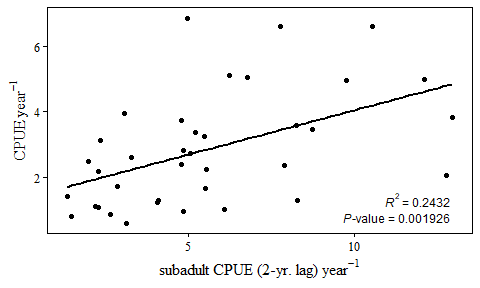 CPUE year⁻¹
6
4
2
R² = 0.2432
P-value = 0.001926
5 10
subadult CPUE (2-yr. lag) year⁻¹